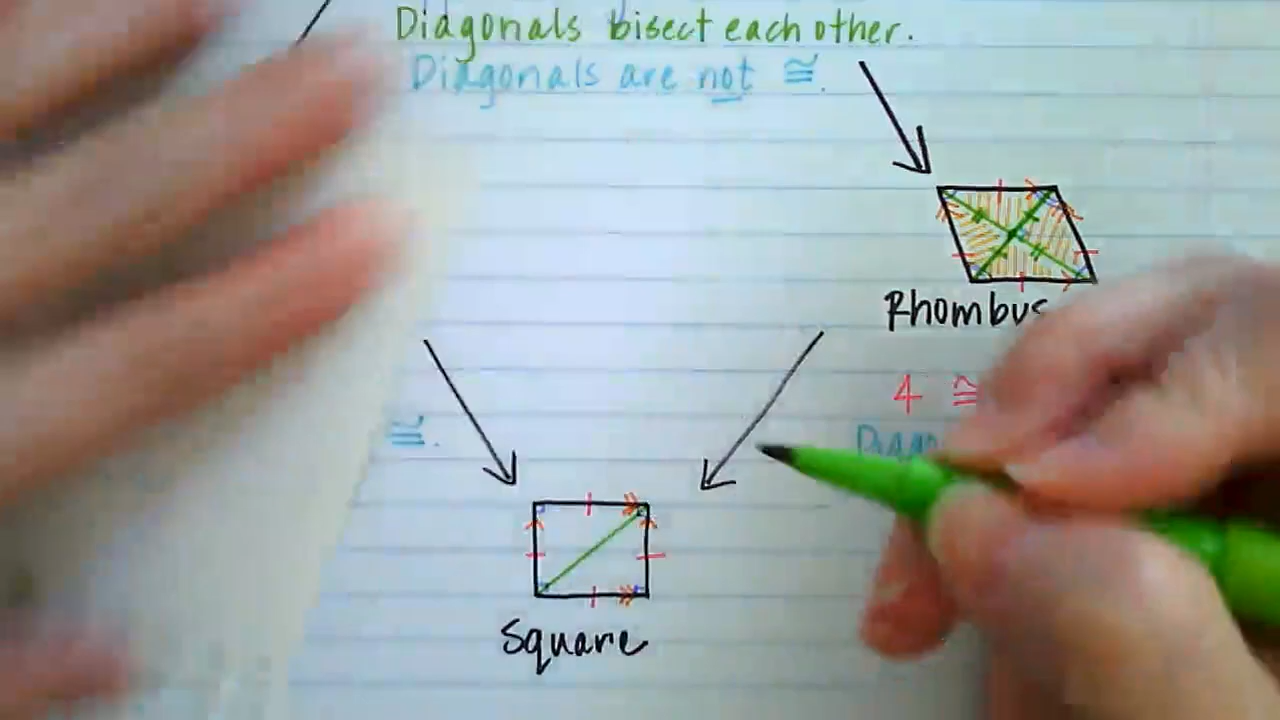 Diagonals bisect each other.
Diagonals are not ≅.
Rhombus
4 ≅
≅.
Square